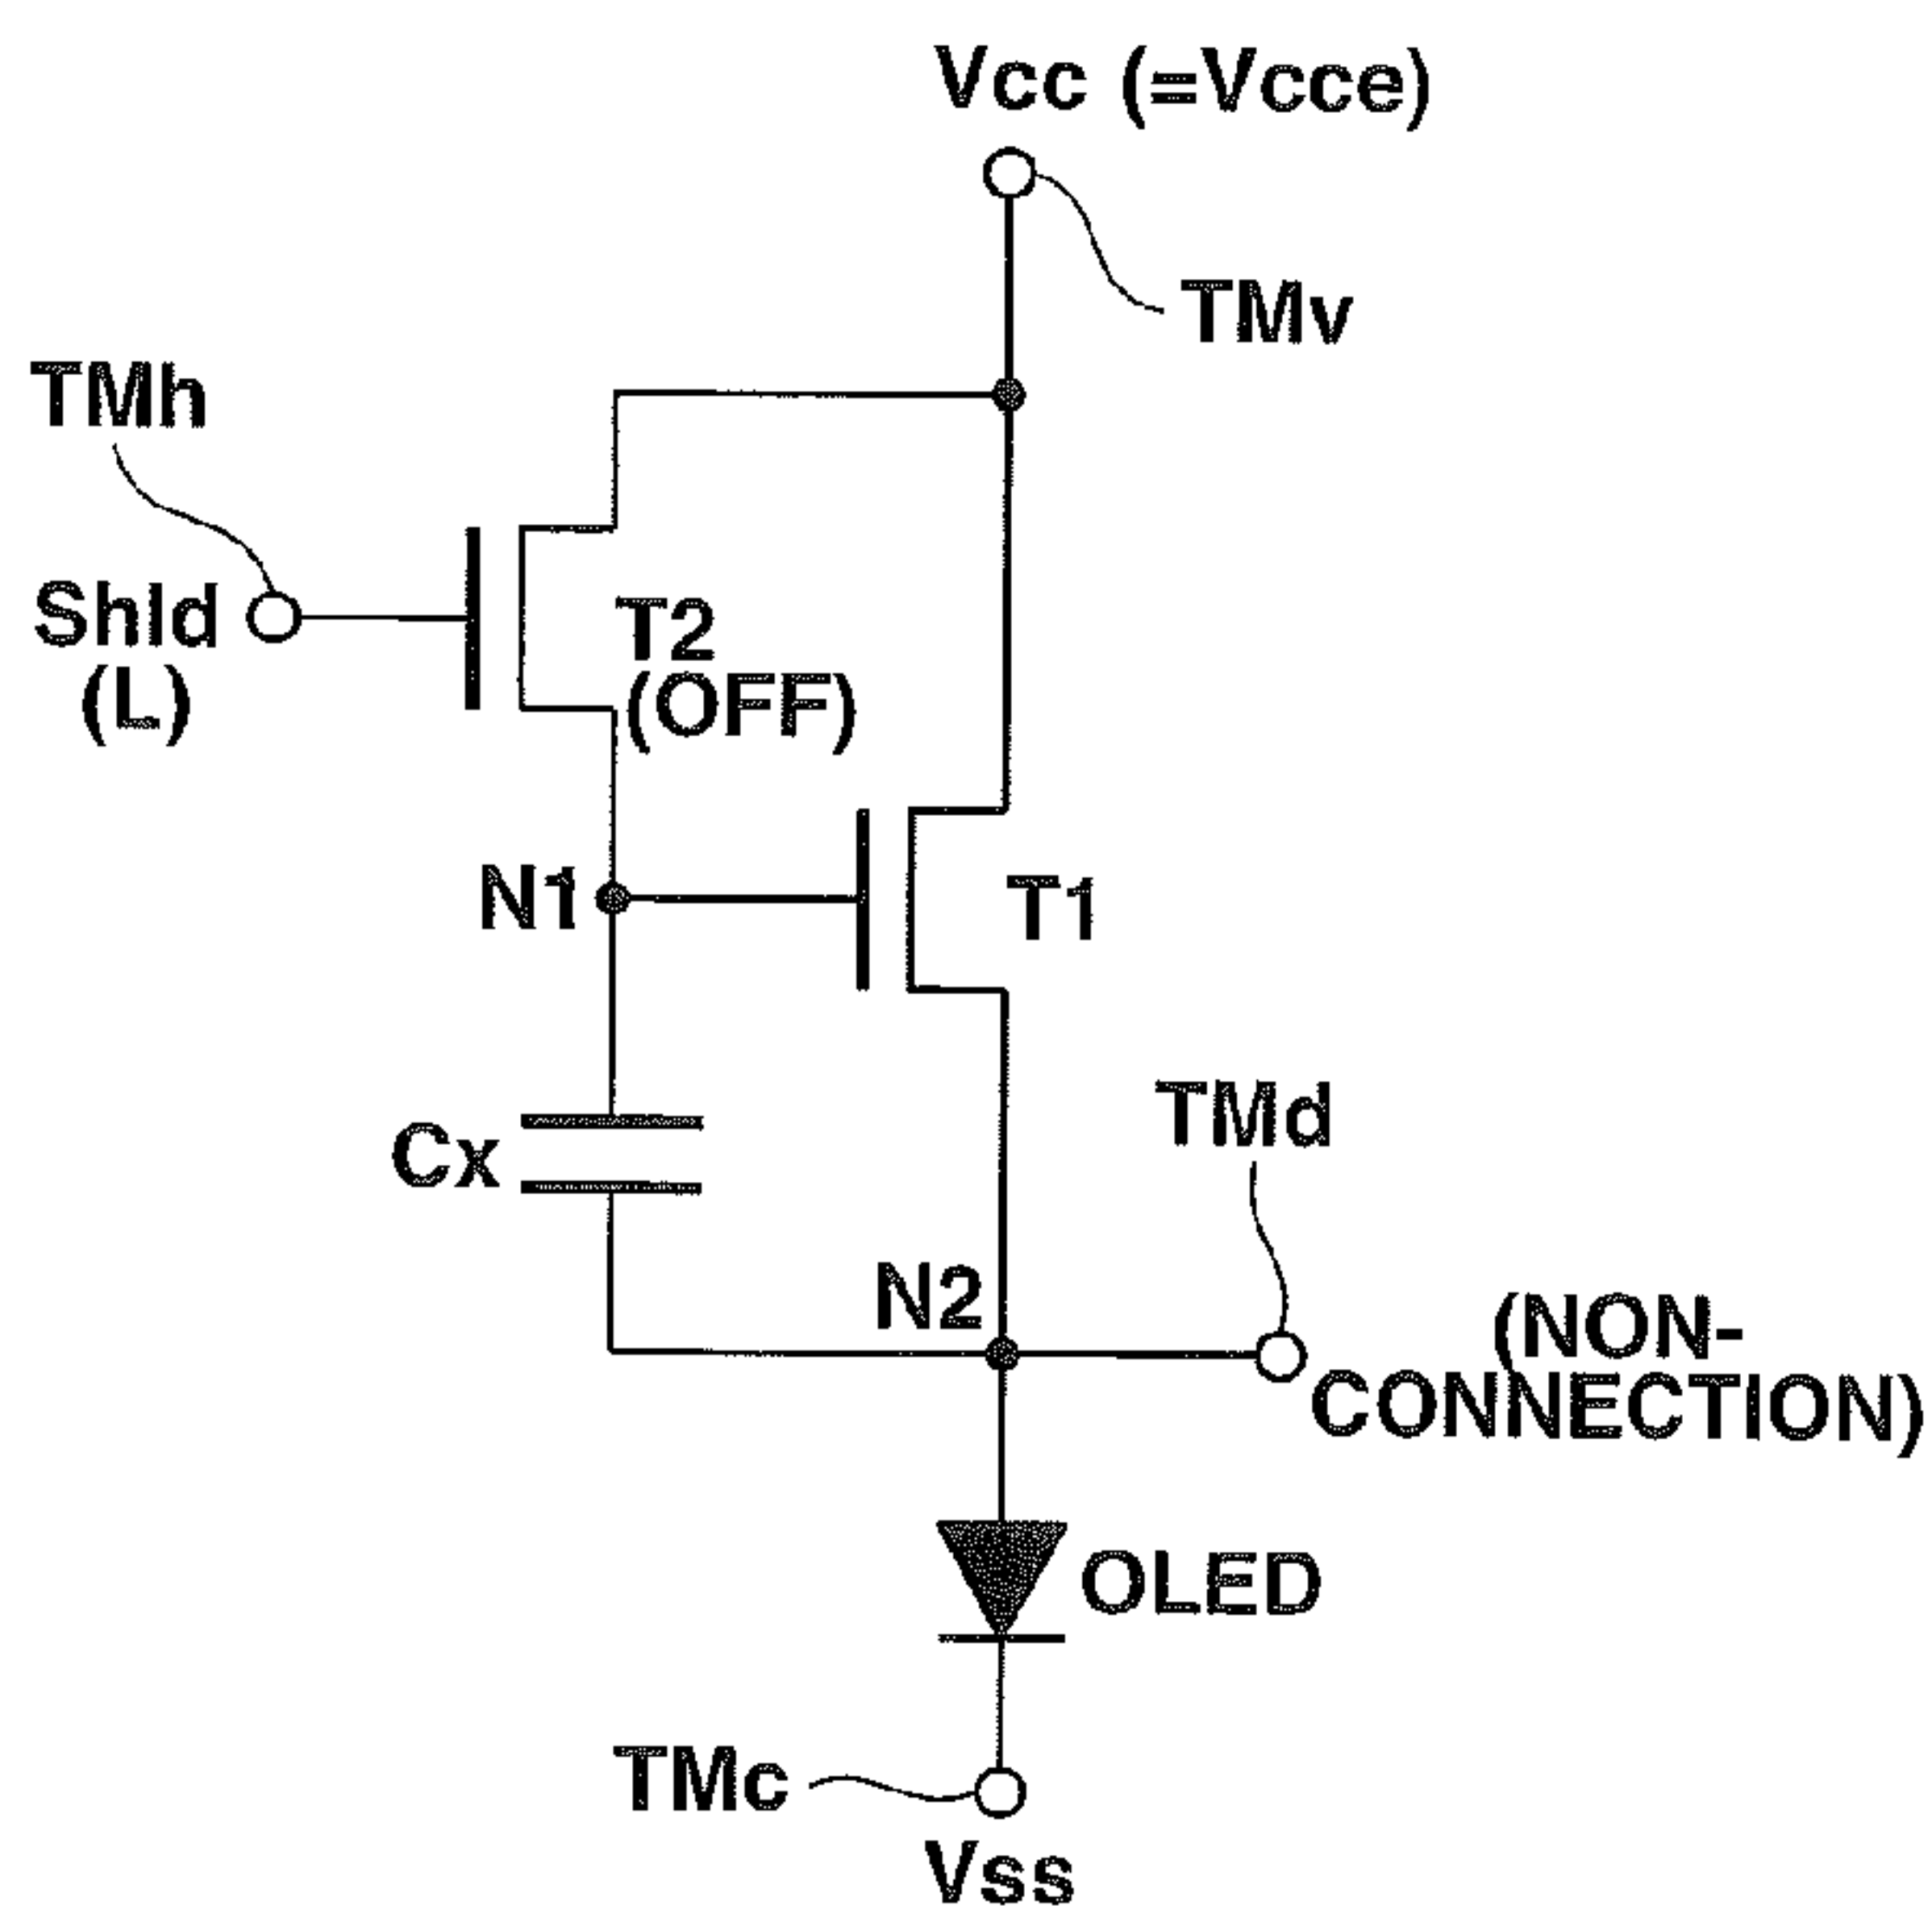 Vcc (=Vcce)
TMv
TMh
Shld
(L)
T2
(OFF)
N1
T1
Cx
TMd
N2
(NON-
CONNECTION)
OLED
TMc
Vss